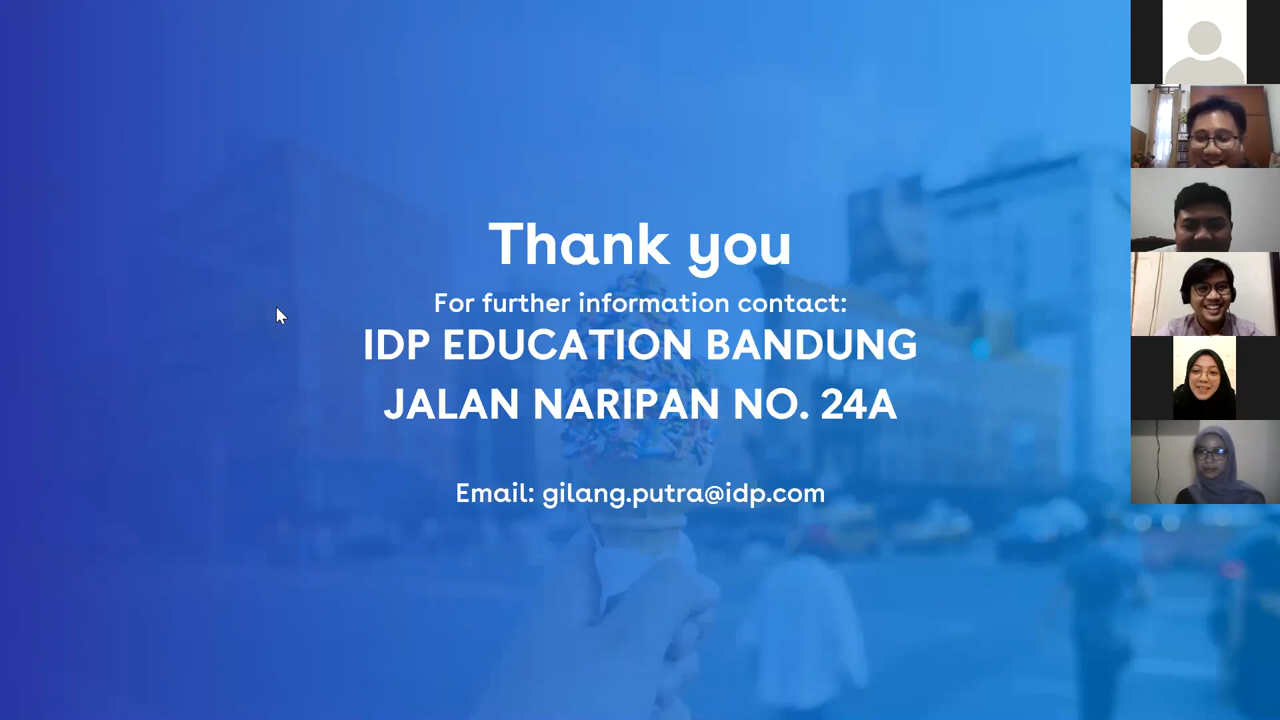 Thank you
For further information contact:
IDP EDUCATION BANDUNG
JALAN NARIPAN NO. 24A
Email: gilang.putra@idp.com